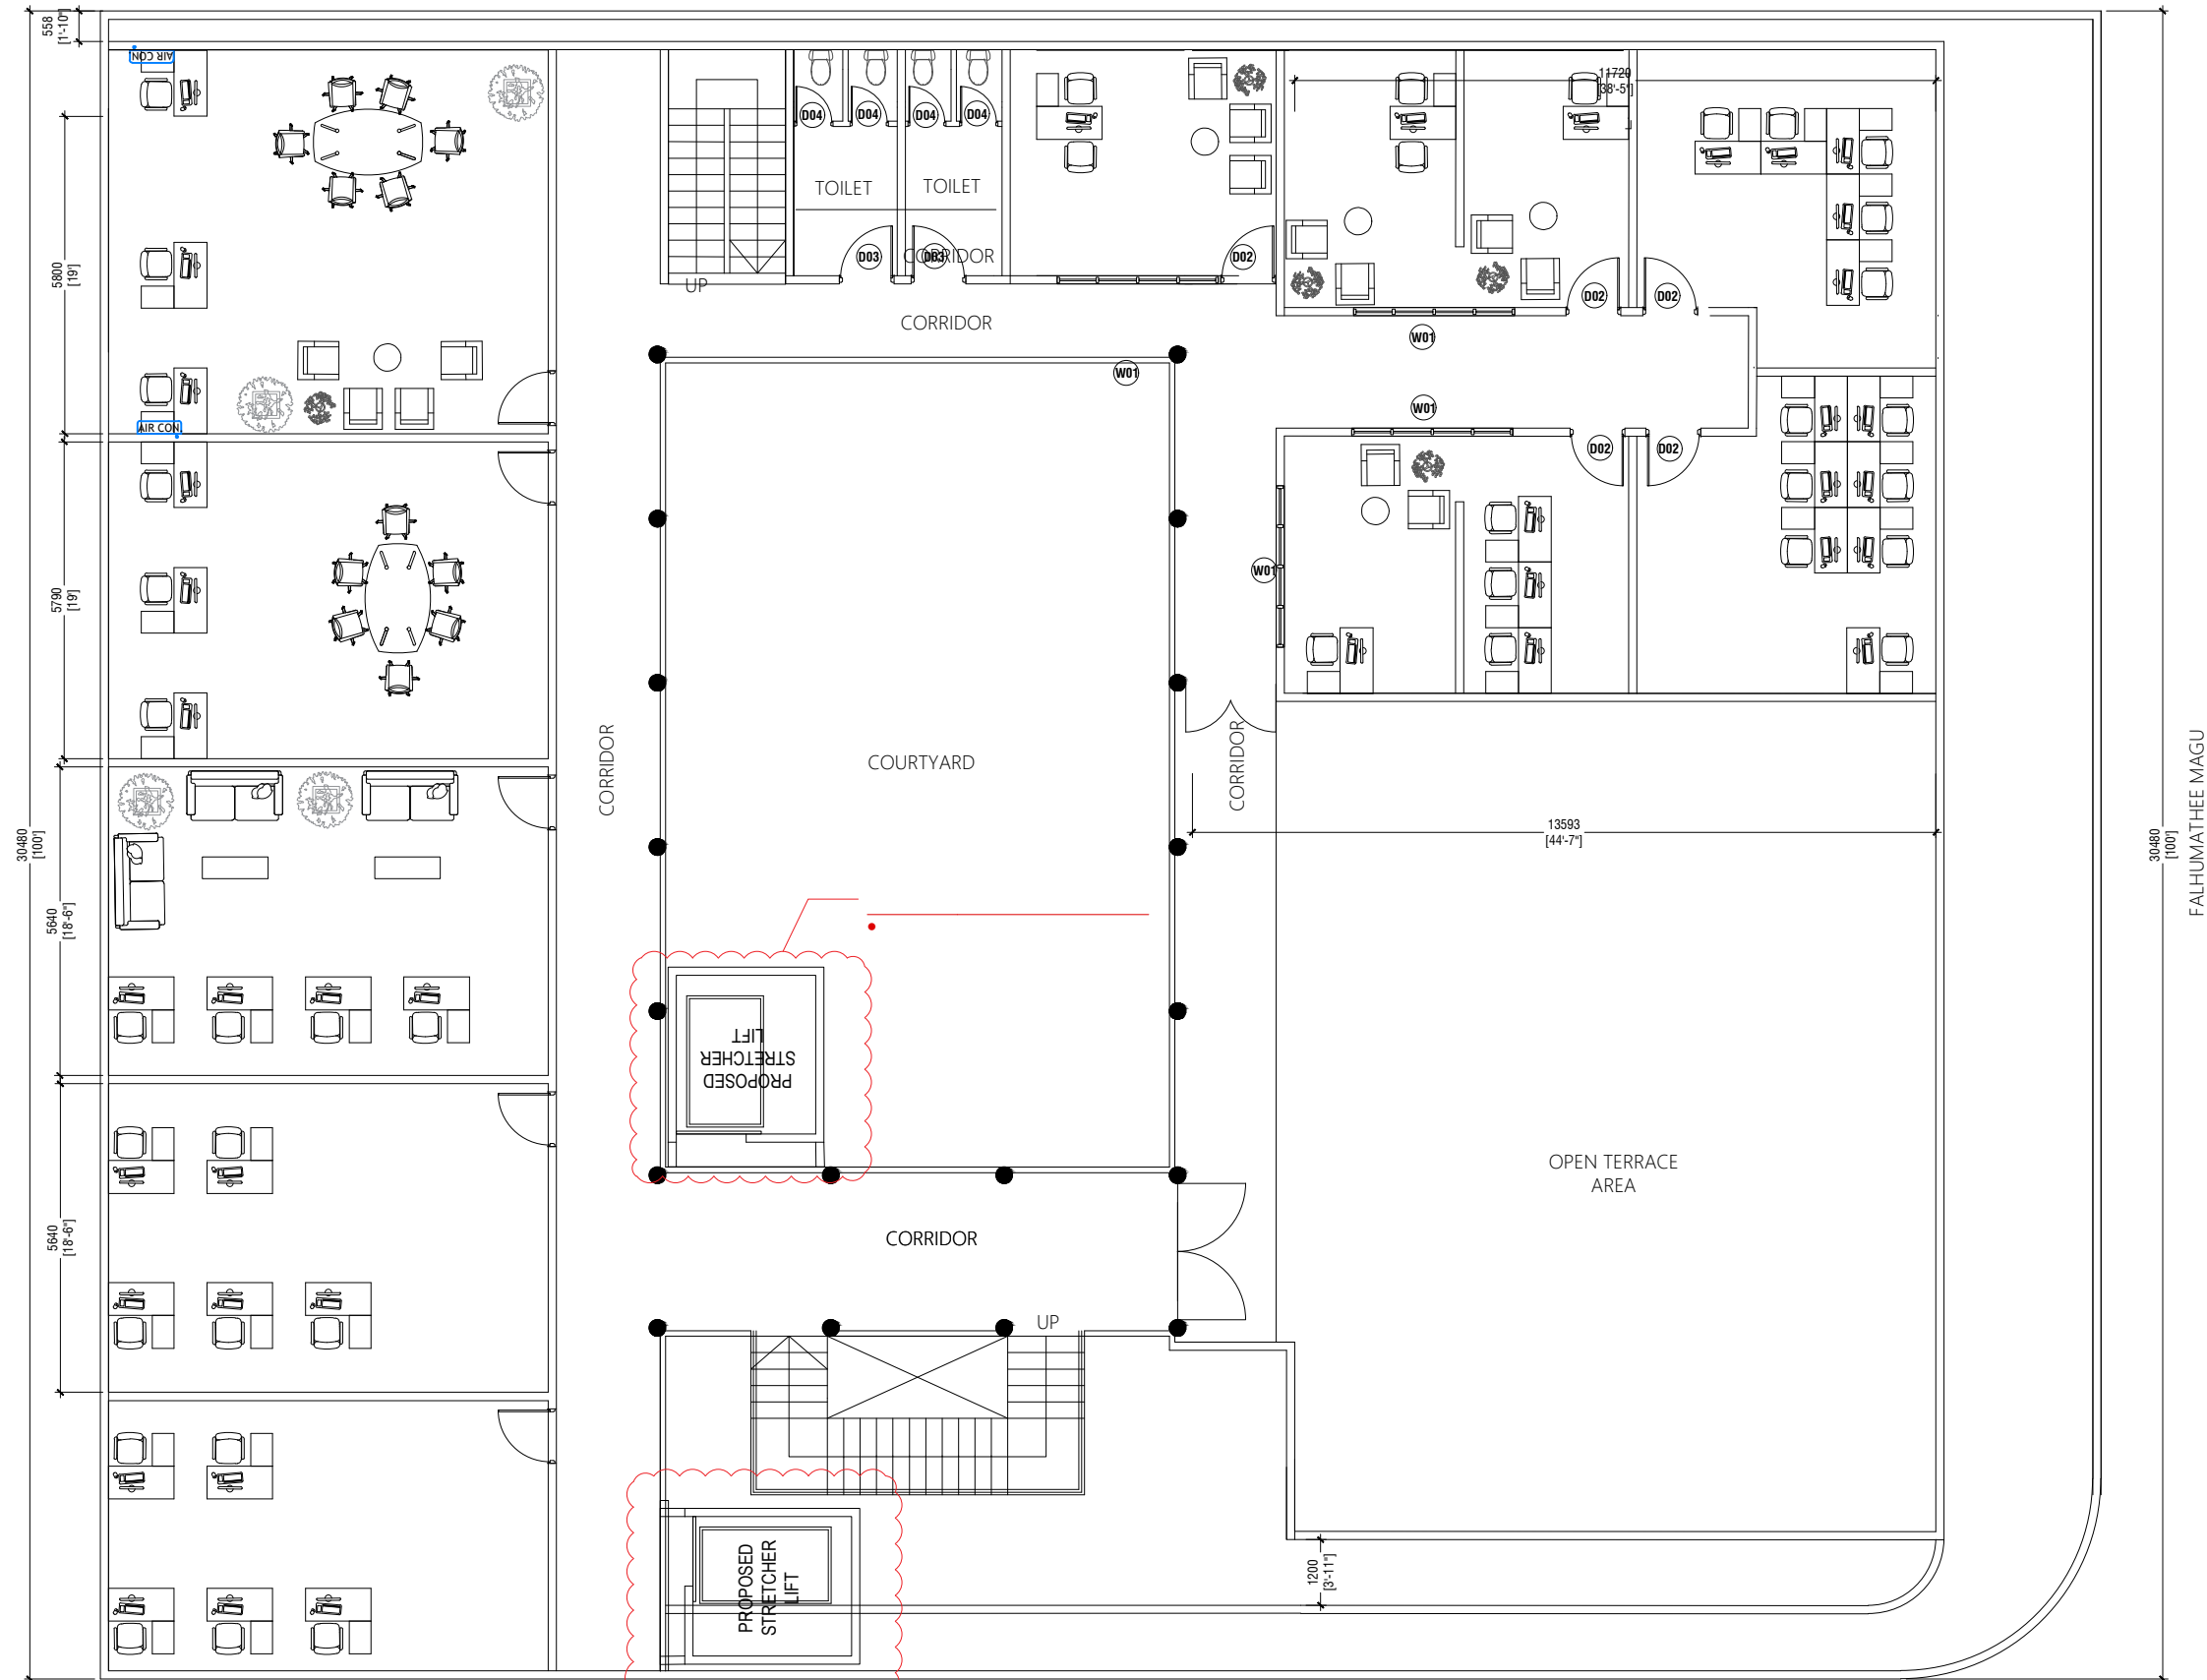 558
[1'-10"]
AIR CON.
11720
[38'-5"]
D04
D04
D04
D04
TOILET
TOILET
D03
D03
CORRIDOR
D02
UP
CORRIDOR
D02
D02
W01
W01
W01
5800
[19']
AIR CON.
D02
D02
W01
5790
[19']
CORRIDOR
COURTYARD
CORRIDOR
FALHUMATHEE MAGU
13593
[44'-7"]
30480
[100']
30480
[100']
5640
[18'-6"]
PROPOSED
STRETCHER
LIFT
OPEN TERRACE
AREA
5640
[18'-6"]
CORRIDOR
UP
PROPOSED
STRETCHER
LIFT
1200
[3'-11"]